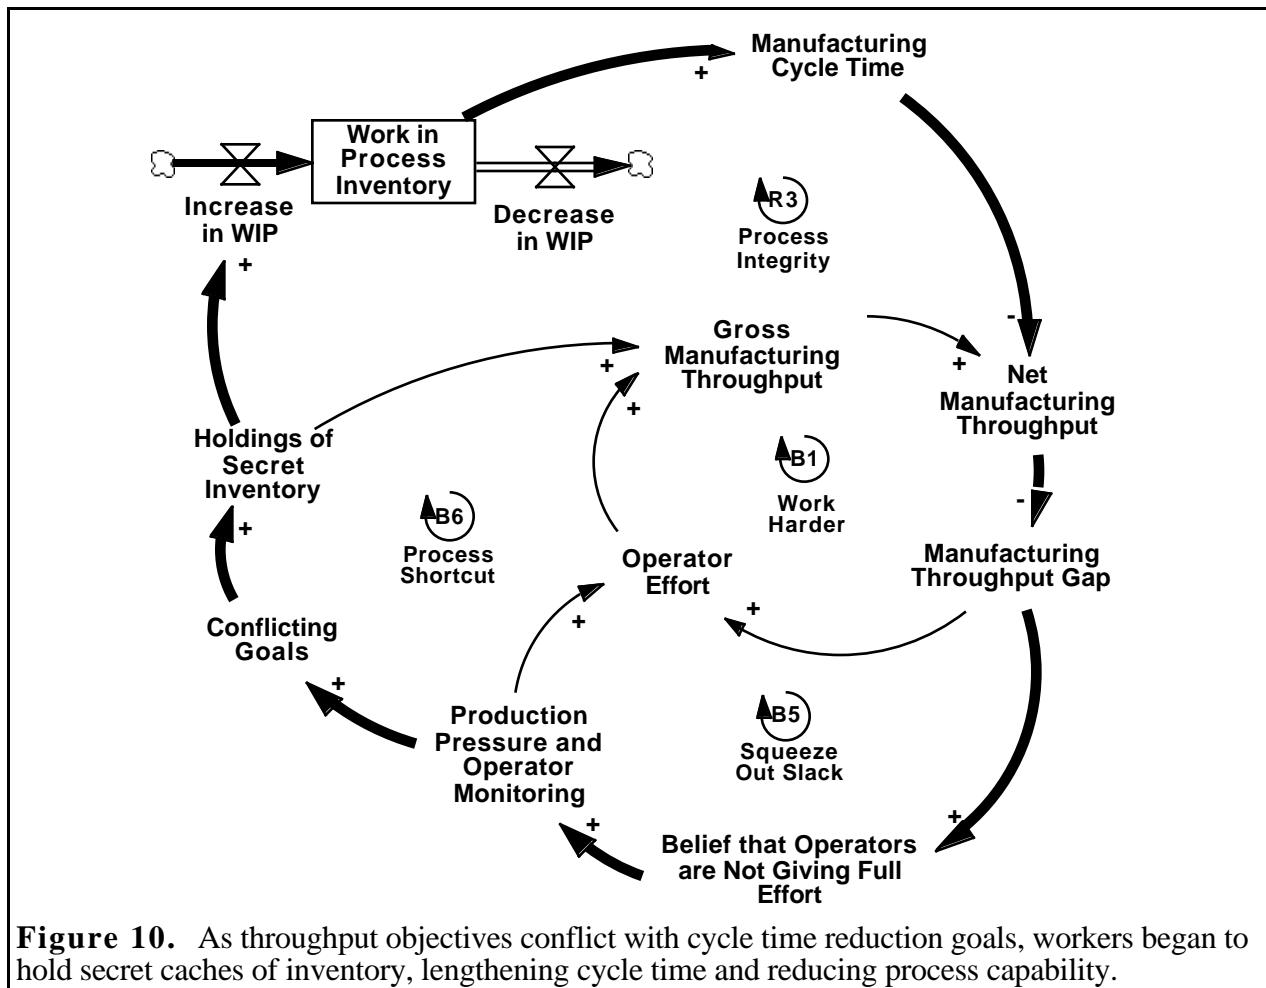 Manufacturing
Cycle Time
+
Work in
Process
Inventory
Increase
in WIP
+
Decrease
in WIP
R3
Process
Integrity
-
Gross
Manufacturing
Throughput
+
+
+
Net
Manufacturing
Throughput
Holdings of
Secret
Inventory
+
B1
Work
Harder
-
B6
Process
Shortcut
Operator
Effort
+
+
Manufacturing
Throughput Gap
Conflicting
Goals
+
Production
Pressure and
Operator
Monitoring
+
B5
Squeeze
Out Slack
+
Belief that Operators
are Not Giving Full
Effort
Figure 10. As throughput objectives conflict with cycle time reduction goals, workers began to
hold secret caches of inventory, lengthening cycle time and reducing process capability.